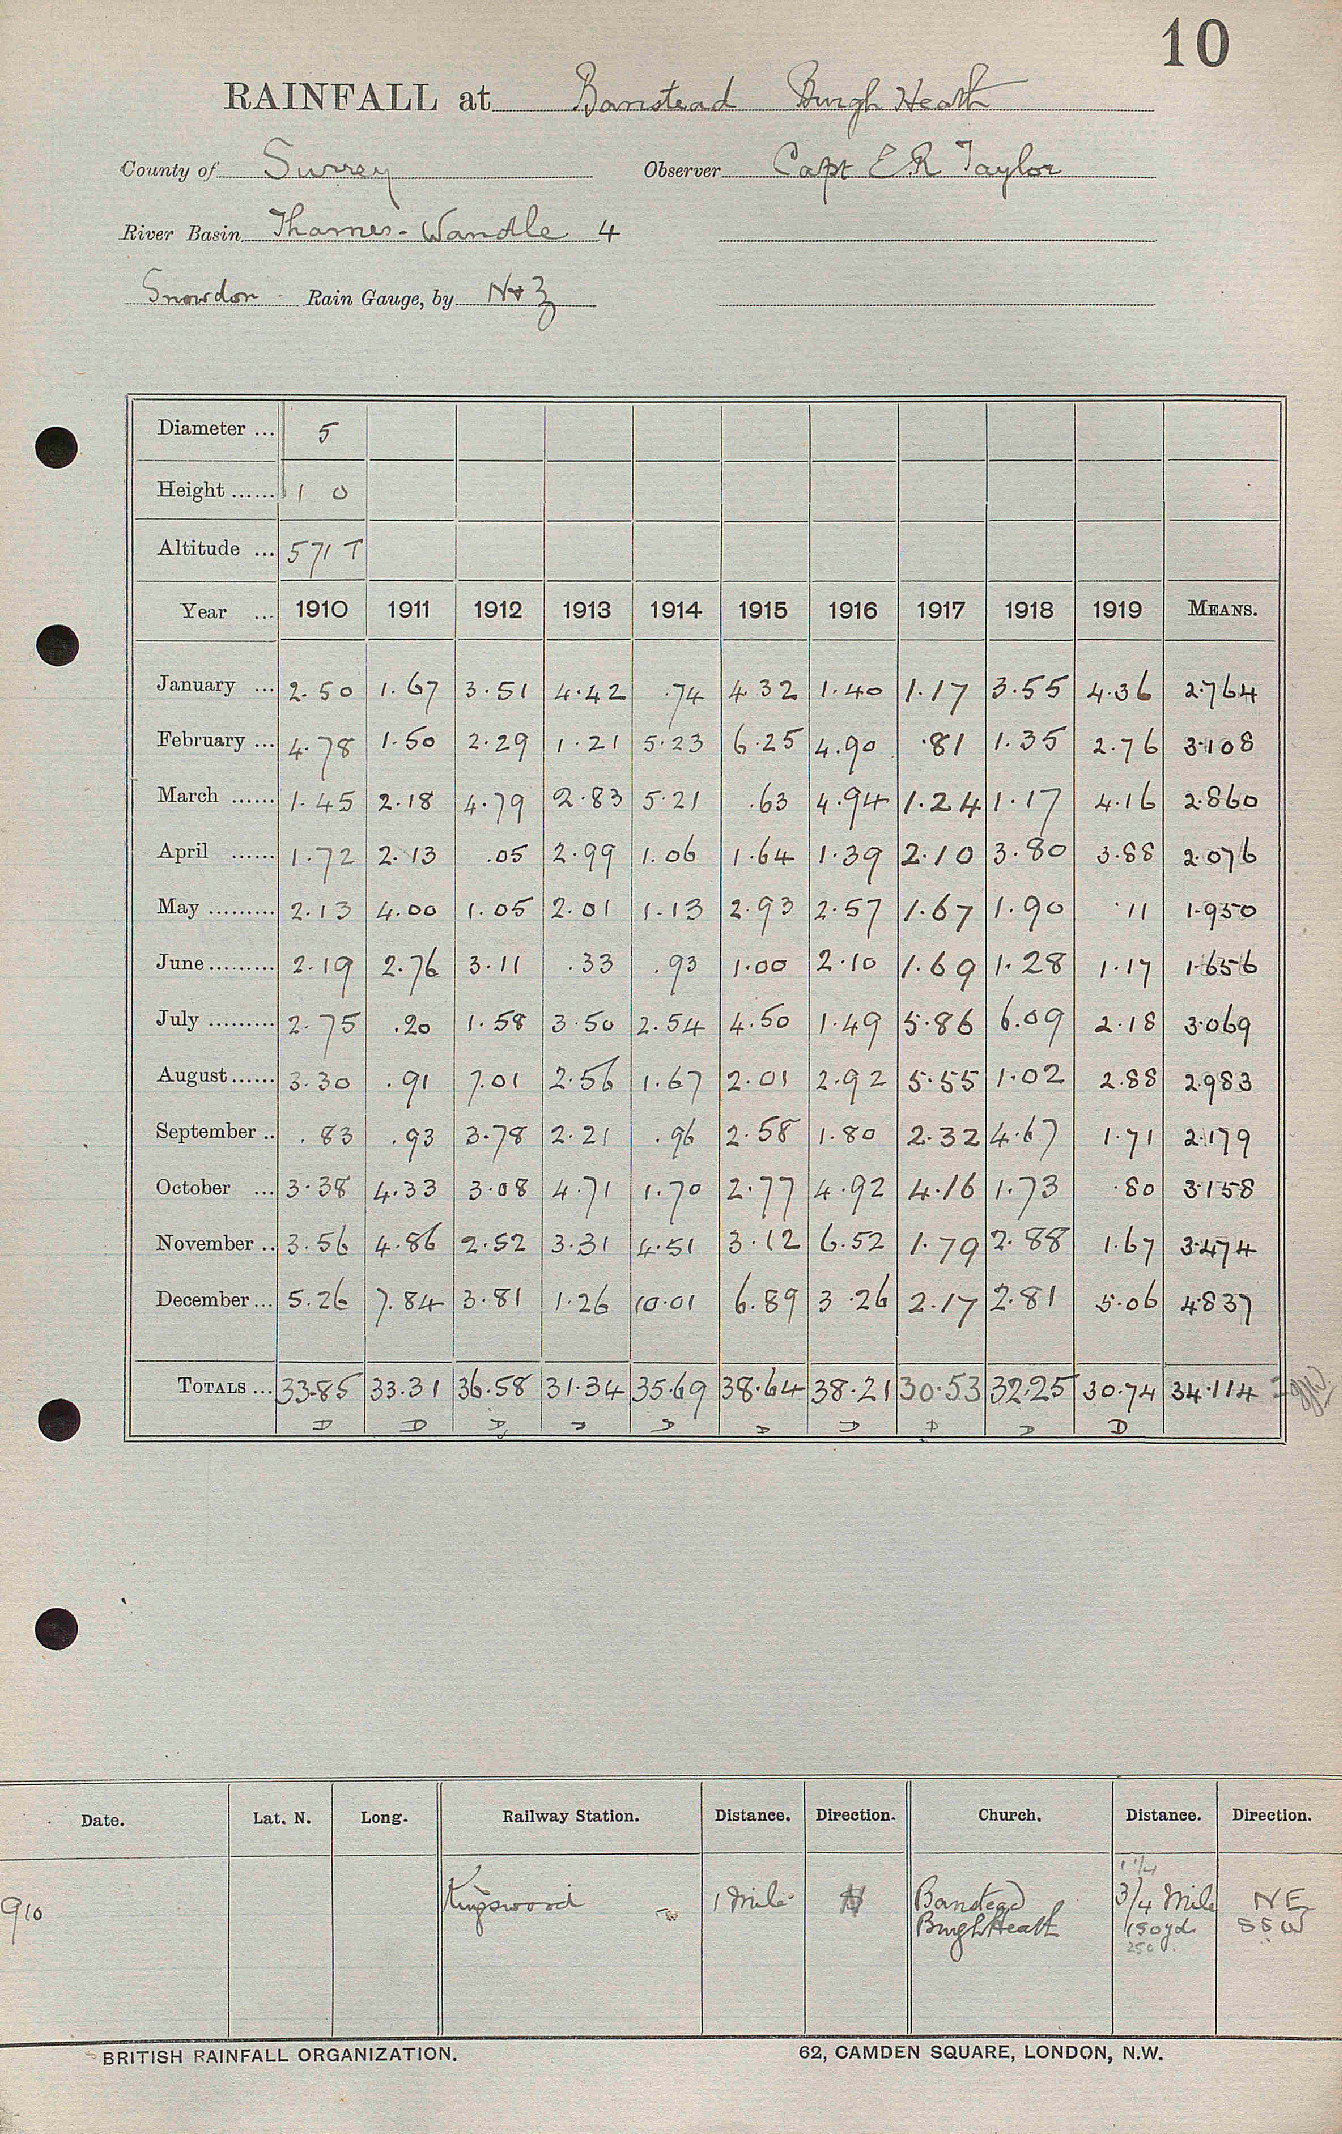 10
RAINFALL at Banstead Burgh Heath
County of Surrey Observer Capt E.R Taylor
River Basin Thames - Wandle 4
Snowdon Rain Gauge, by N+Z
Diameter ... 5
Height ...... 1 0
Altitude ... 571 T
Year ... 1910 1911 1912 1913 1914 1915 1916 1917 1918 1919 MEANS.
January ... 2.50 1.67 3.51 4.42 .74 4.32 1.40 1.17 3.55 4.36 2.764
February ... 4.78 1.50 2.29 1.21 5.23 6.25 4.90 .81 1.35 2.76 3.108
March ...... 1.45 2.18 4.79 2.83 5.21 .63 4.94 1.24 1.17 4.16 2.860
April ...... 1.72 2.13 .05 2.99 1.06 1.64 1.39 2.10 3.80 3.88 2.076
May ......... 2.13 4.00 1.05 2.01 1.13 2.93 2.57 1.67 1.90 .11 1.950
June ......... 2.19 2.76 3.11 .33 .93 1.00 2.10 1.69 1.28 1.17 1.656
July ......... 2.75 .20 1.58 3.50 2.54 4.50 1.49 5.86 6.09 2.18 3.069
August ...... 3.30 .91 7.01 2.56 1.67 2.01 2.92 5.55 1.02 2.88 2.983
September .. .83 .93 3.78 2.21 .96 2.58 1.80 2.32 4.67 1.71 2.179
October ... 3.38 4.33 3.08 4.71 1.70 2.77 4.92 4.16 1.73 .80 3.158
November .. 3.56 4.86 2.52 3.31 4.51 3.12 6.52 1.79 2.88 1.67 3.474
December ... 5.26 7.84 3.81 1.26 10.01 6.89 3.26 2.17 2.81 5.06 4.837
TOTALS ... 33.85 33.31 36.58 31.34 35.69 38.64 38.21 30.53 32.25 30.74 34.114
D D D D D D D D D D
Date. Lat. N. Long. Railway Station. Distance. Direction. Church. Distance. Direction.
1 1/4
910 Kingswood 1 Mile N Banstead 3/4 Mile NE
Burgh Heath 150 yds SSW
250
BRITISH RAINFALL ORGANIZATION. 62, CAMDEN SQUARE, LONDON, N.W.